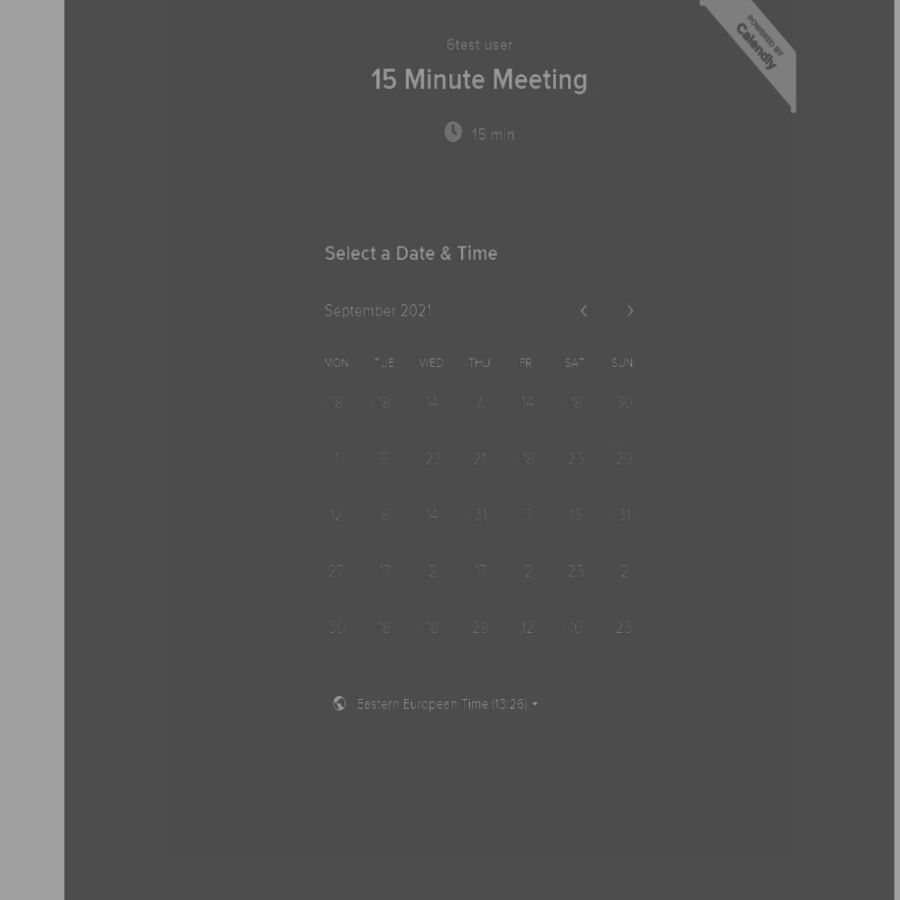 POWERED BY
Calendly
6test user
15 Minute Meeting
15 min
Select a Date & Time
September 2021
MON TUE WED THU FR SAT SUN
18 18 14 7 14 18 30
1 5 23 21 18 25 29
12 8 14 31 3 15 31
27 17 2 17 2 25 2
30 18 18 29 12 10 25
Eastern European Time (13:26)